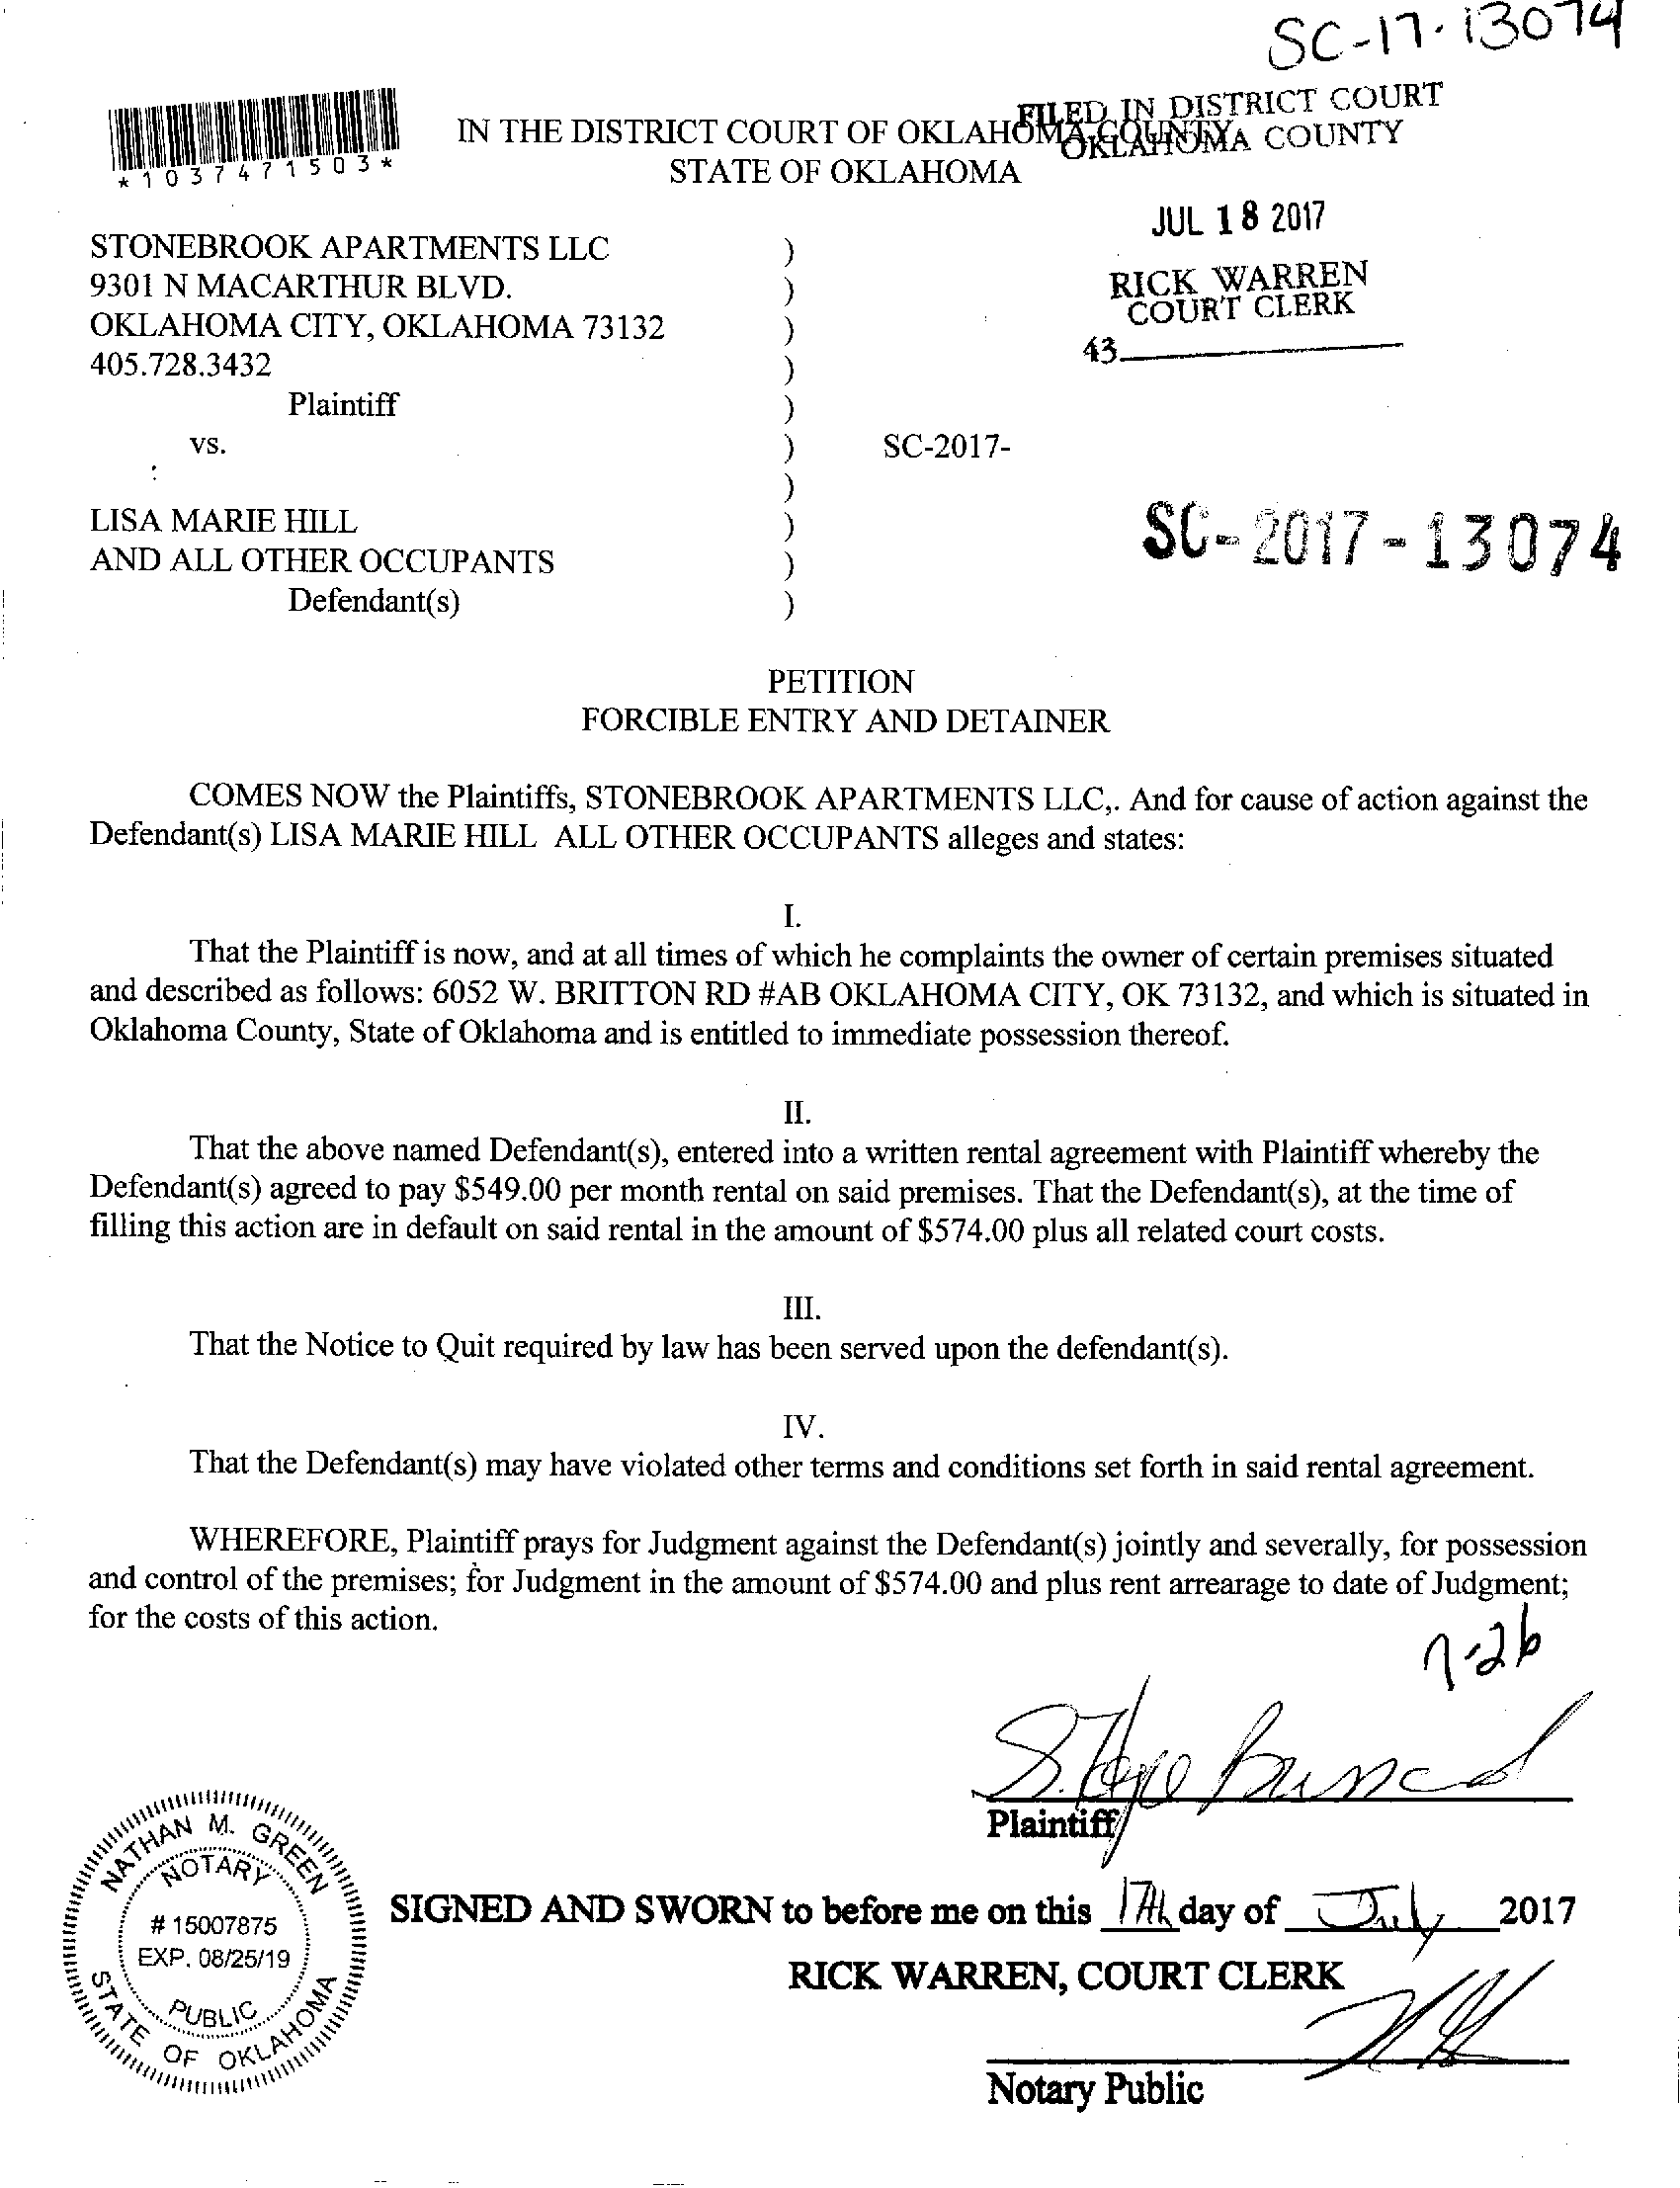 SC-17-13074
*1037471503*
IN THE DISTRICT COURT OF OKLAHOMA COUNTY
STATE OF OKLAHOMA
FILED IN DISTRICT COURT
OKLAHOMA COUNTY
JUL 18 2017
RICK WARREN
COURT CLERK
43
STONEBROOK APARTMENTS LLC )
9301 N MACARTHUR BLVD. )
OKLAHOMA CITY, OKLAHOMA 73132 )
405.728.3432 )
Plaintiff )
vs. ) SC-2017-
)
LISA MARIE HILL )
SC-2017-13074
AND ALL OTHER OCCUPANTS )
Defendant(s) )
PETITION
FORCIBLE ENTRY AND DETAINER
COMES NOW the Plaintiffs, STONEBROOK APARTMENTS LLC,. And for cause of action against the
Defendant(s) LISA MARIE HILL ALL OTHER OCCUPANTS alleges and states:
I.
That the Plaintiff is now, and at all times of which he complaints the owner of certain premises situated
and described as follows: 6052 W. BRITTON RD #AB OKLAHOMA CITY, OK 73132, and which is situated in
Oklahoma County, State of Oklahoma and is entitled to immediate possession thereof.
II.
That the above named Defendant(s), entered into a written rental agreement with Plaintiff whereby the
Defendant(s) agreed to pay $549.00 per month rental on said premises. That the Defendant(s), at the time of
filling this action are in default on said rental in the amount of $574.00 plus all related court costs.
III.
That the Notice to Quit required by law has been served upon the defendant(s).
IV.
That the Defendant(s) may have violated other terms and conditions set forth in said rental agreement.
WHEREFORE, Plaintiff prays for Judgment against the Defendant(s) jointly and severally, for possession
and control of the premises; for Judgment in the amount of $574.00 and plus rent arrearage to date of Judgment;
for the costs of this action.
7-26
Plaintiff
NATHAN M. GREEN
NOTARY
# 15007875
EXP. 08/25/19
PUBLIC
STATE OF OKLAHOMA
SIGNED AND SWORN to before me on this 17th day of July 2017
RICK WARREN, COURT CLERK
Notary Public